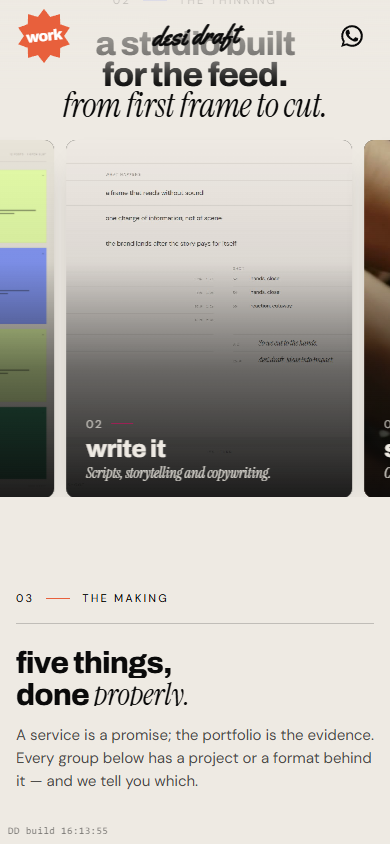 02 THE THINKING
work
desi draft
a studio built
for the feed.
from first frame to cut.
a frame that reads without sound
one change of information, not of scene
the brand lands after the story pays for itself
hands, close
hands, close
reaction, cutaway
02
write it
Scripts, storytelling and copywriting.
03 THE MAKING
five things,
done properly.
A service is a promise; the portfolio is the evidence.
Every group below has a project or a format behind
it — and we tell you which.
DD build 16:13:55